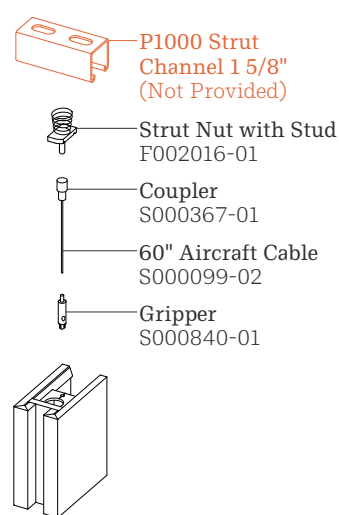 P1000 Strut
Channel 1 5/8"
(Not Provided)
Strut Nut with Stud
F002016-01
Coupler
S000367-01
60" Aircraft Cable
S000099-02
Gripper
S000840-01